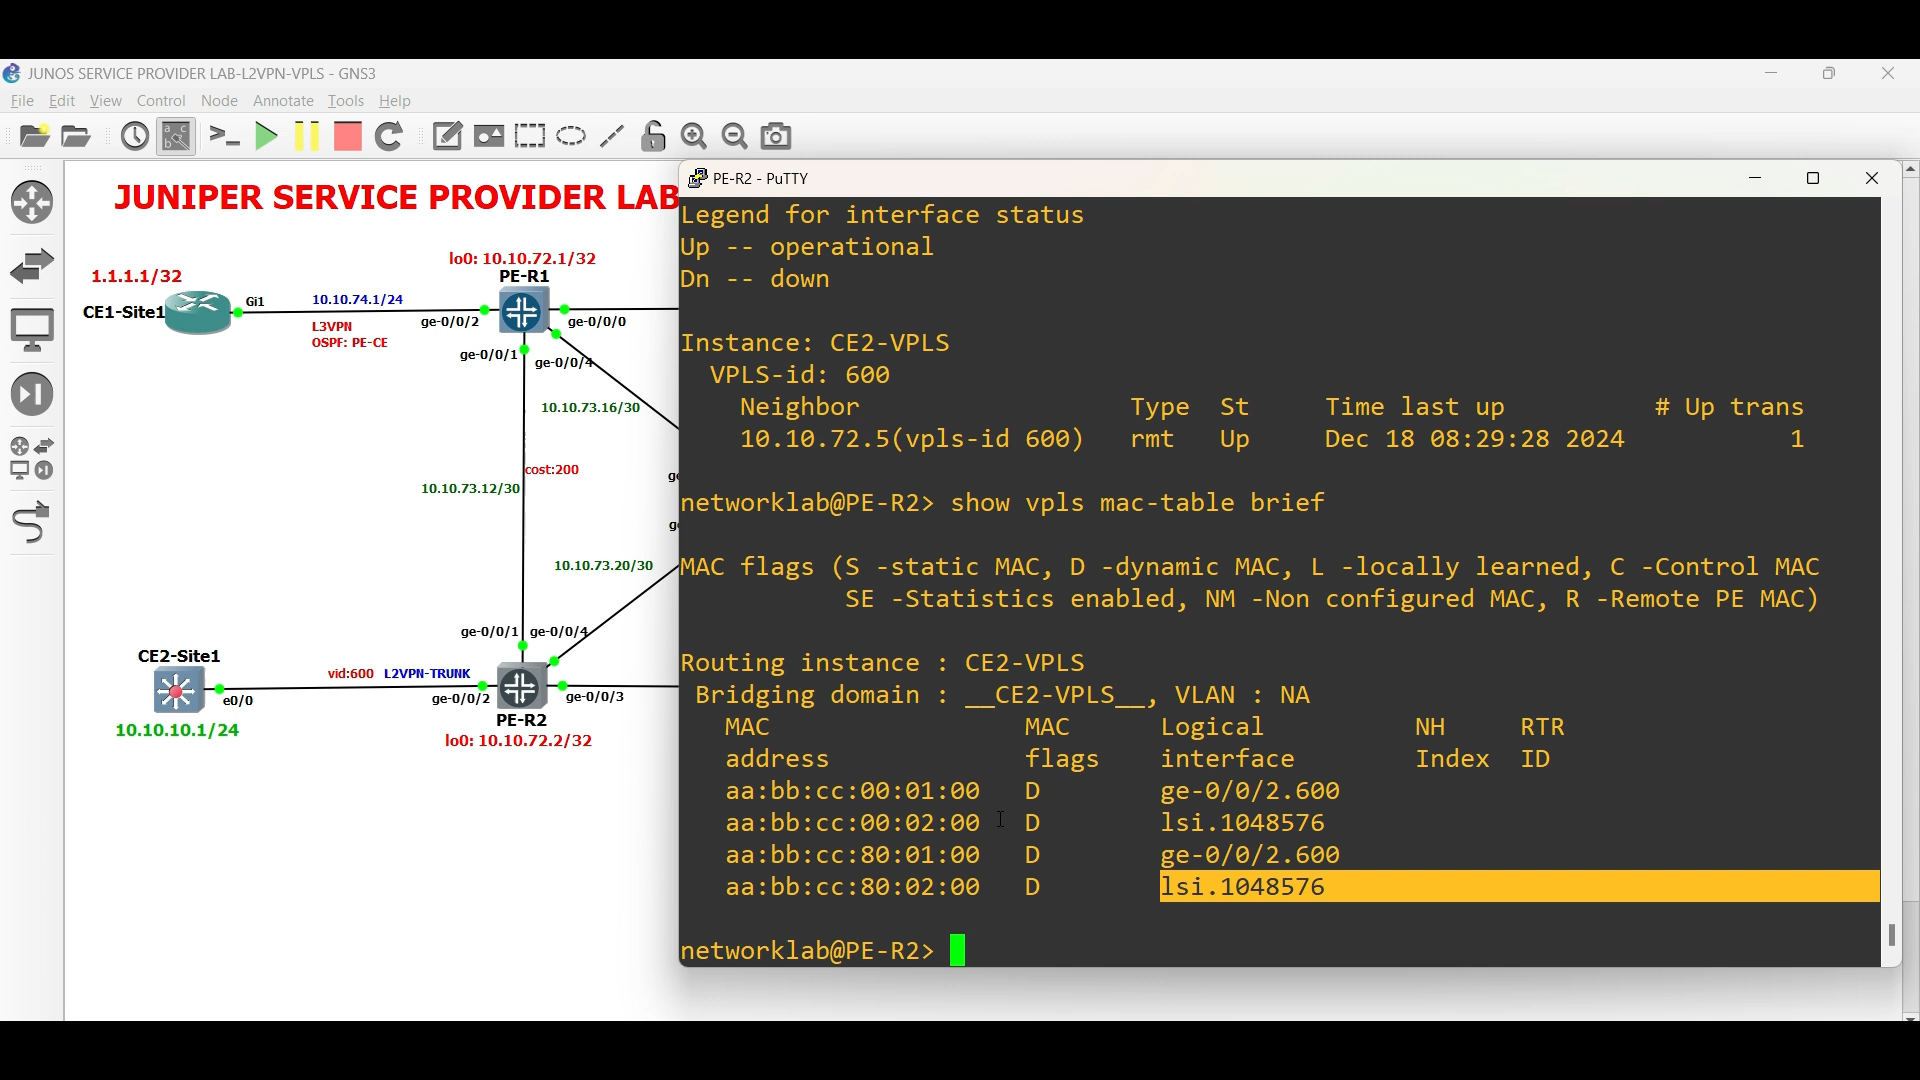 JUNOS SERVICE PROVIDER LAB-L2VPN-VPLS - GNS3
File Edit View Control Node Annotate Tools Help
JUNIPER SERVICE PROVIDER LAB
lo0: 10.10.72.1/32
PE-R1
1.1.1.1/32
CE1-Site1
Gi1
10.10.74.1/24
L3VPN
OSPF: PE-CE
ge-0/0/2
ge-0/0/0
ge-0/0/1
ge-0/0/4
10.10.73.16/30
cost:200
10.10.73.12/30
10.10.73.20/30
ge-0/0/1
ge-0/0/4
CE2-Site1
vid:600 L2VPN-TRUNK
e0/0
ge-0/0/2
ge-0/0/3
10.10.10.1/24
PE-R2
lo0: 10.10.72.2/32
PE-R2 - PuTTY
Legend for interface status
Up -- operational
Dn -- down
Instance: CE2-VPLS
VPLS-id: 600
Neighbor Type St Time last up # Up trans
10.10.72.5(vpls-id 600) rmt Up Dec 18 08:29:28 2024 1
networklab@PE-R2> show vpls mac-table brief
MAC flags (S -static MAC, D -dynamic MAC, L -locally learned, C -Control MAC
SE -Statistics enabled, NM -Non configured MAC, R -Remote PE MAC)
Routing instance : CE2-VPLS
Bridging domain : __CE2-VPLS__, VLAN : NA
MAC MAC Logical NH RTR
address flags interface Index ID
aa:bb:cc:00:01:00 D ge-0/0/2.600
aa:bb:cc:00:02:00 D lsi.1048576
aa:bb:cc:80:01:00 D ge-0/0/2.600
aa:bb:cc:80:02:00 D lsi.1048576
networklab@PE-R2>